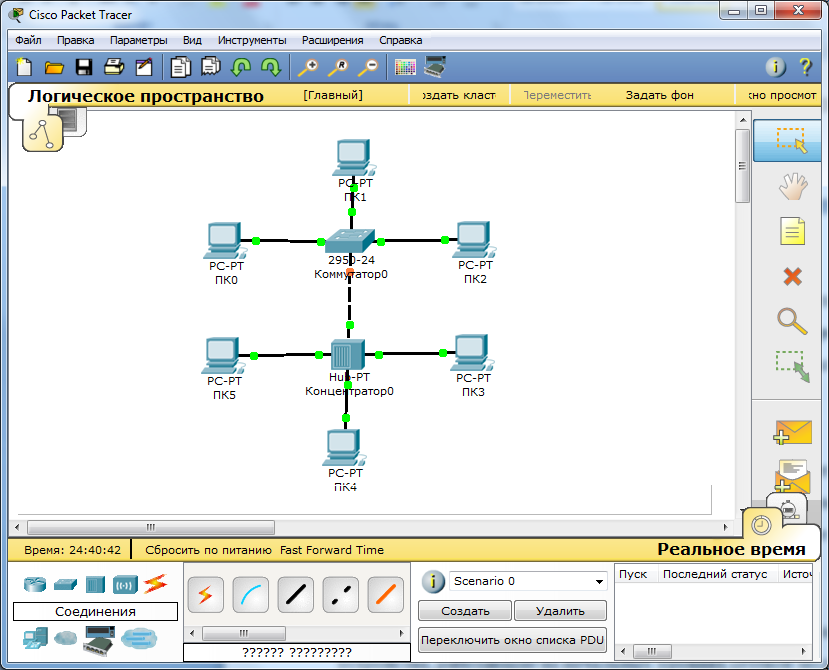 Cisco Packet Tracer
Файл Правка Параметры Вид Инструменты Расширения Справка
Логическое пространство [Главный] оздать класт Переместить Задать фон кно просмот
PC-PT
ПК1
PC-PT
ПК0
2950-24
Коммутатор0
PC-PT
ПК2
PC-PT
ПК5
Hub-PT
Концентратор0
PC-PT
ПК3
PC-PT
ПК4
Время: 24:40:42 Сбросить по питанию Fast Forward Time Реальное время
Соединения
?????? ?????????
Scenario 0
Создать Удалить
Переключить окно списка PDU
Пуск Последний статус Источ